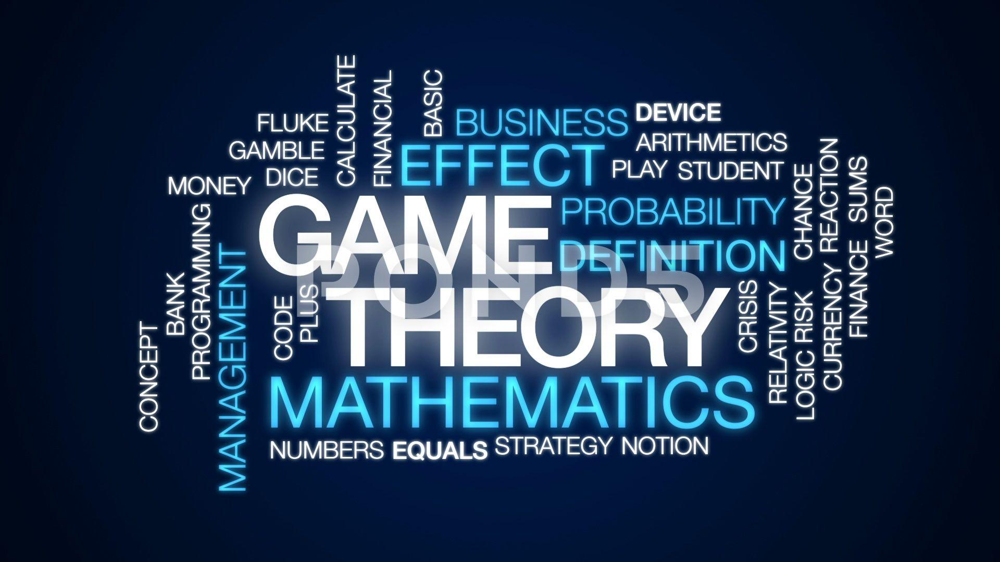 CALCULATE
FINANCIAL
BASIC
FLUKE
BUSINESS
DEVICE
GAMBLE
EFFECT
ARITHMETICS
MONEY
DICE
PLAY
STUDENT
GAME
PROBABILITY
CHANCE
REACTION
SUMS
WORD
DEFINITION
POND5
BANK
PROGRAMMING
MANAGEMENT
CODE
PLUS
THEORY
CRISIS
RELATIVITY
LOGIC
RISK
CURRENCY
FINANCE
CONCEPT
MATHEMATICS
NUMBERS
EQUALS
STRATEGY
NOTION